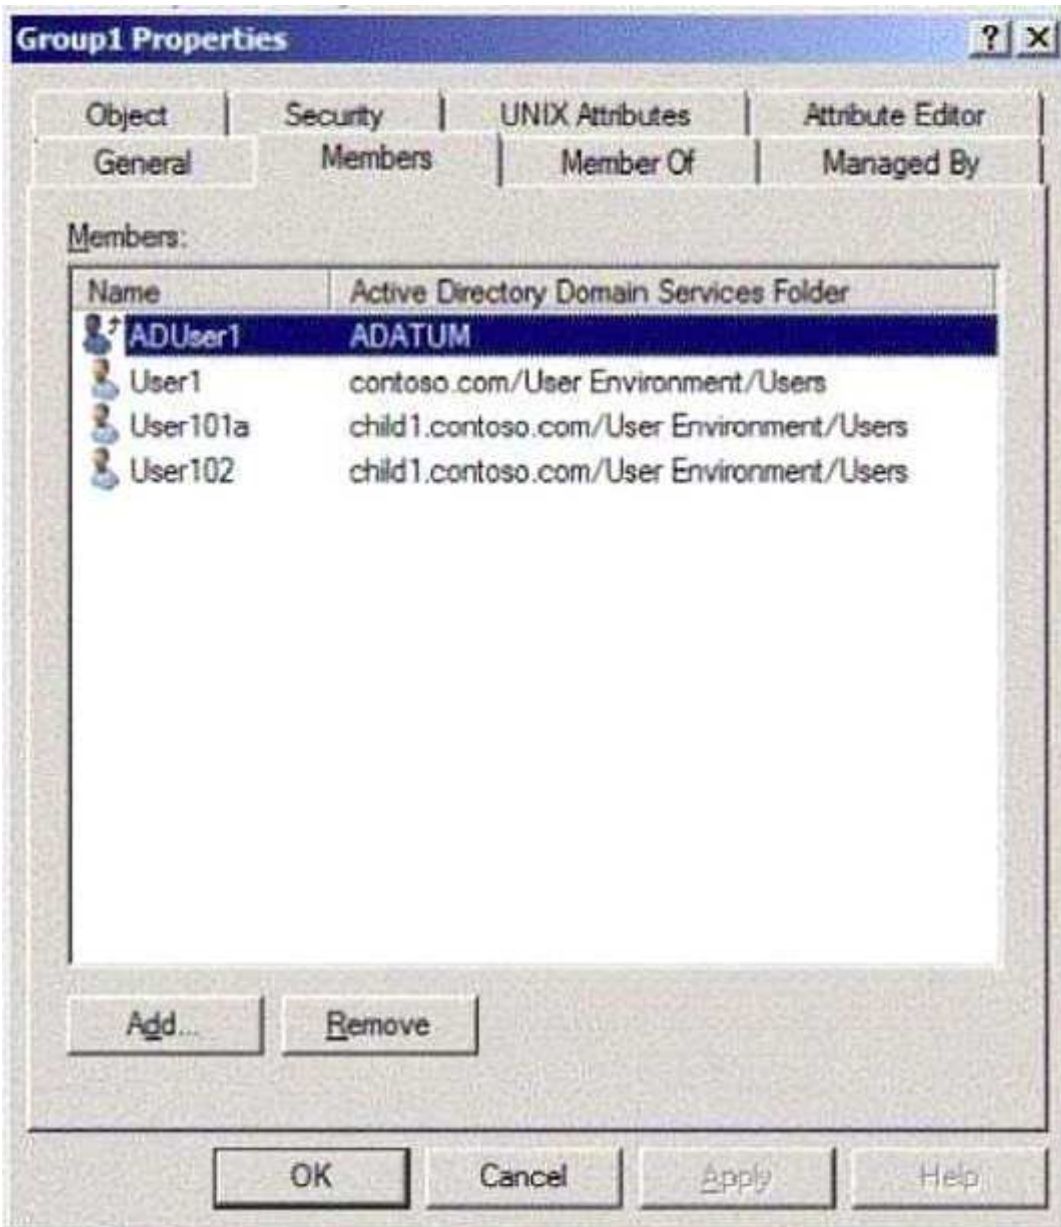 Group1 Properties
Object Security UNIX Attributes Attribute Editor
General Members Member Of Managed By
Members:
Name Active Directory Domain Services Folder
ADUser1 ADATUM
User1 contoso.com/User Environment/Users
User101a child1.contoso.com/User Environment/Users
User102 child1.contoso.com/User Environment/Users
Add... Remove
OK Cancel Apply Help